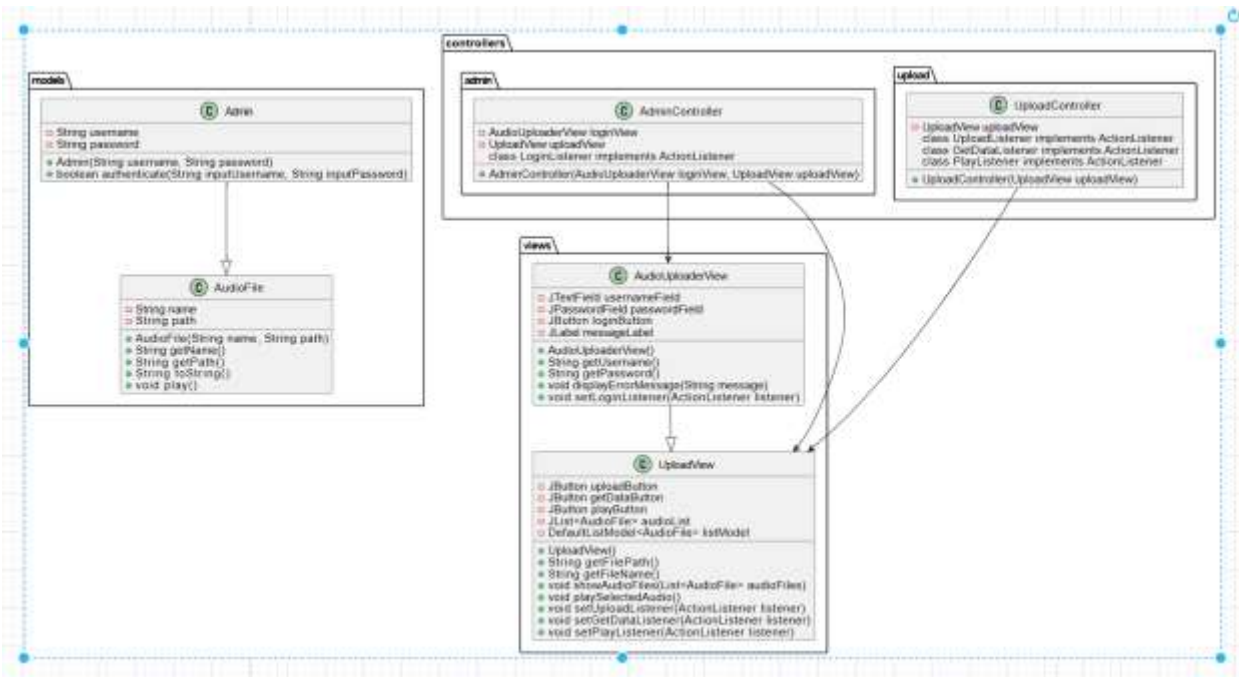 models
C Admin
String username
String password
Admin(String username, String password)
boolean authenticate(String inputUsername, String inputPassword)
C AudioFile
String name
String path
AudioFile(String name, String path)
String getName()
String getPath()
String toString()
void play()
controllers
admin
C AdminController
AudioUploaderView loginView
UploadView uploadView
class LoginListener implements ActionListener
AdminController(AudioUploaderView loginView, UploadView uploadView)
upload
C UploadController
UploadView uploadView
class UploadListener implements ActionListener
class GetDataListener implements ActionListener
class PlayListener implements ActionListener
UploadController(UploadView uploadView)
views
C AudioUploaderView
JTextField usernameField
JPasswordField passwordField
JButton loginButton
JLabel messageLabel
AudioUploaderView()
String getUsername()
String getPassword()
void displayErrorMessage(String message)
void setLoginListener(ActionListener listener)
C UploadView
JButton uploadButton
JButton getDataButton
JButton playButton
JList<AudioFile> audioList
DefaultListModel<AudioFile> listModel
UploadView()
String getFilePath()
String getFileName()
void showAudioFiles(List<AudioFile> audioFiles)
void playSelectedAudio()
void setUploadListener(ActionListener listener)
void setGetDataListener(ActionListener listener)
void setPlayListener(ActionListener listener)